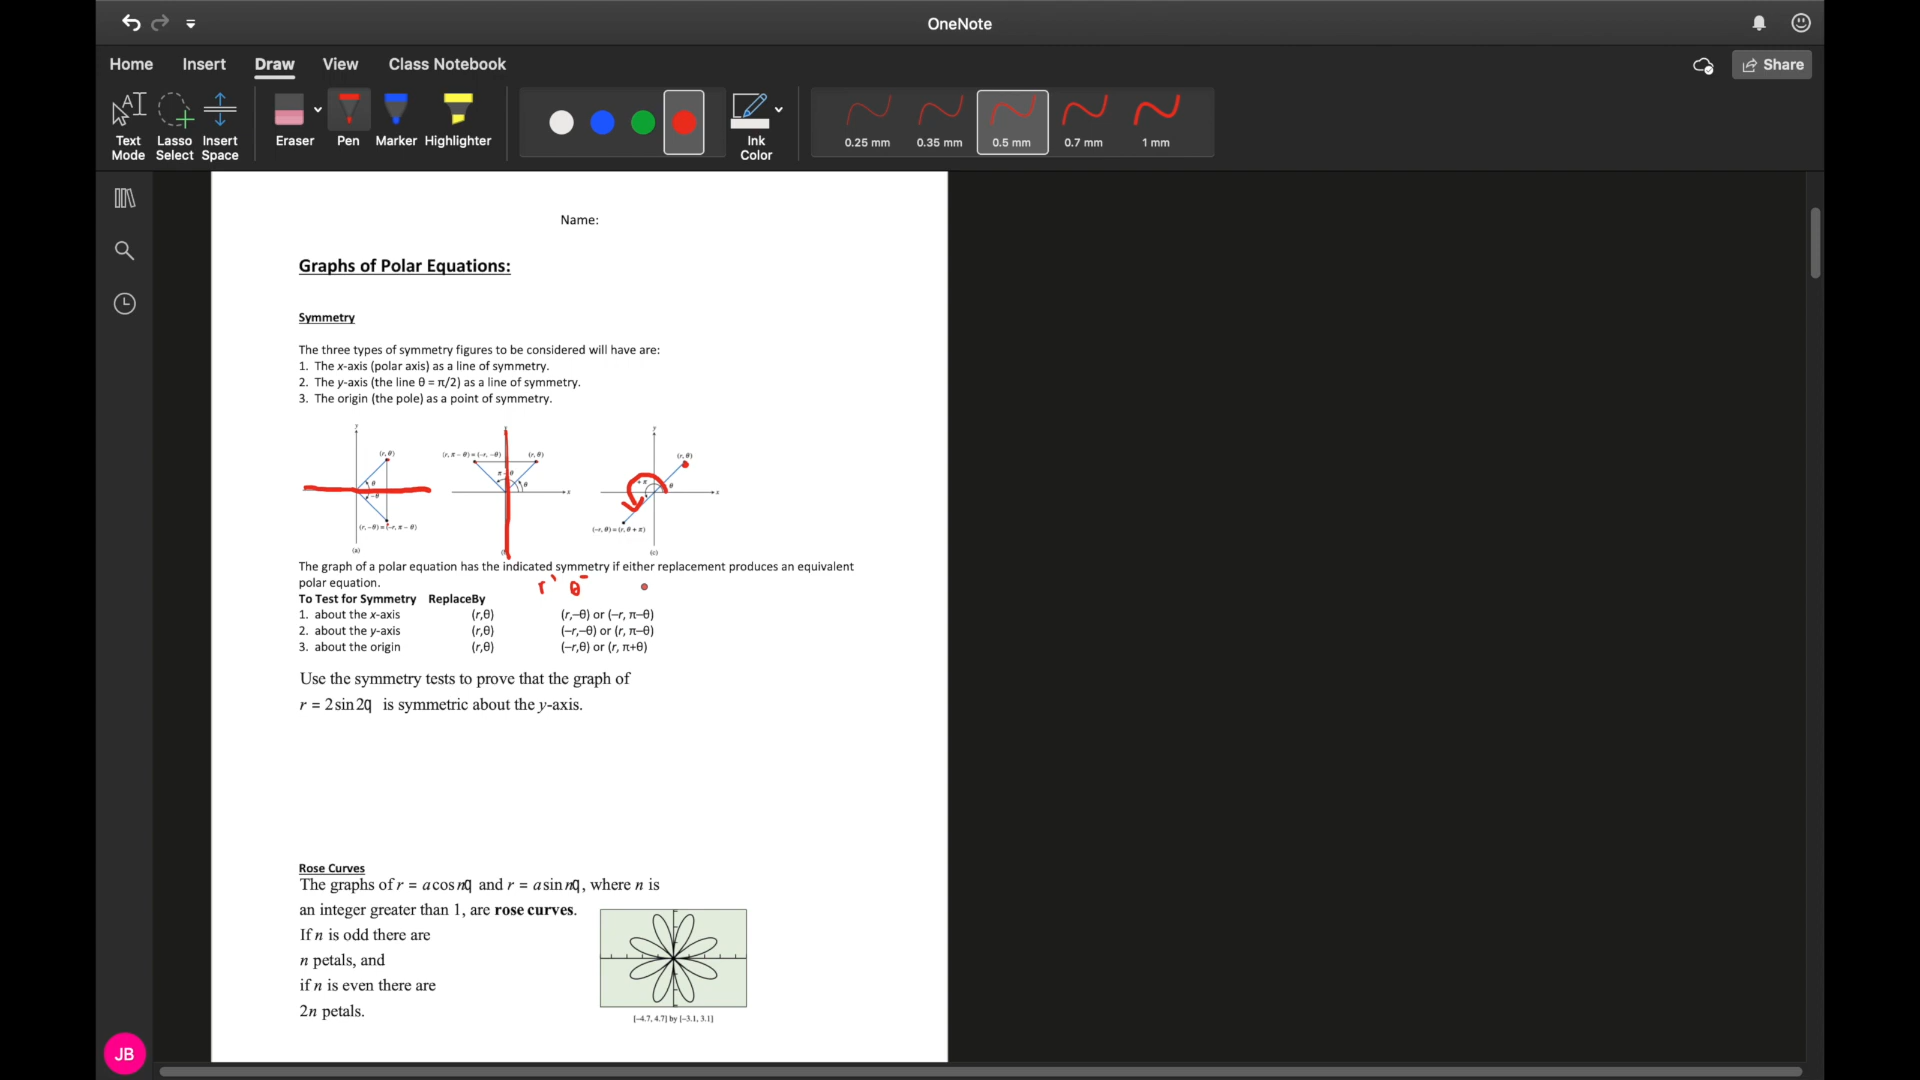 OneNote
Home Insert Draw View Class Notebook
Share
Text Mode
Lasso Select
Insert Space
Eraser
Pen
Marker
Highlighter
Ink Color
0.25 mm
0.35 mm
0.5 mm
0.7 mm
1 mm
Name:
Graphs of Polar Equations:
Symmetry
The three types of symmetry figures to be considered will have are:
1. The x-axis (polar axis) as a line of symmetry.
2. The y-axis (the line θ = π/2) as a line of symmetry.
3. The origin (the pole) as a point of symmetry.
y
(r, θ)
θ
−θ
(r, −θ) = (−r, π − θ)
(a)
(r, π − θ) = (−r, −θ)
(r, θ)
θ
x
y
(r, θ)
θ
x
(−r, θ) = (r, θ + π)
(c)
The graph of a polar equation has the indicated symmetry if either replacement produces an equivalent
polar equation.
r θ
To Test for Symmetry ReplaceBy
1. about the x-axis (r,θ) (r,−θ) or (−r, π−θ)
2. about the y-axis (r,θ) (−r,−θ) or (r, π−θ)
3. about the origin (r,θ) (−r,θ) or (r, π+θ)
Use the symmetry tests to prove that the graph of
r = 2sin2q is symmetric about the y-axis.
Rose Curves
The graphs of r = acosnq and r = asinnq, where n is
an integer greater than 1, are rose curves.
If n is odd there are
n petals, and
if n is even there are
2n petals.
[−4.7, 4.7] by [−3.1, 3.1]
JB